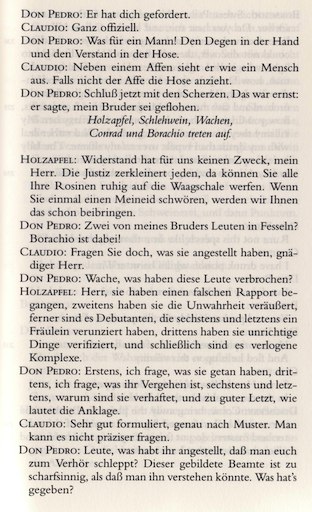 DON PEDRO: Er hat dich gefordert.
CLAUDIO: Ganz offiziell.
DON PEDRO: Was für ein Mann! Den Degen in der Hand
und den Verstand in der Hose.
CLAUDIO: Neben einem Affen sieht er wie ein Mensch
aus. Falls nicht der Affe die Hose anzieht.
DON PEDRO: Schluß jetzt mit den Scherzen. Das war ernst:
er sagte, mein Bruder sei geflohen.
Holzapfel, Schlehwein, Wachen,
Conrad und Borachio treten auf.
HOLZAPFEL: Widerstand hat für uns keinen Zweck, mein
Herr. Die Justiz zerkleinert jeden, da können Sie alle
Ihre Rosinen ruhig auf die Waagschale werfen. Wenn
Sie einmal einen Meineid schwören, werden wir Ihnen
das schon beibringen.
DON PEDRO: Zwei von meines Bruders Leuten in Fesseln?
Borachio ist dabei!
CLAUDIO: Fragen Sie doch, was sie angestellt haben, gnä-
diger Herr.
DON PEDRO: Wache, was haben diese Leute verbrochen?
HOLZAPFEL: Herr, sie haben einen falschen Rapport be-
gangen, zweitens haben sie die Unwahrheit veräußert,
ferner sind es Debutanten, die sechstens und letztens ein
Fräulein verunziert haben, drittens haben sie unrichtige
Dinge verifiziert, und schließlich sind es verlogene
Komplexe.
DON PEDRO: Erstens, ich frage, was sie getan haben, drit-
tens, ich frage, was ihr Vergehen ist, sechstens und letz-
tens, warum sind sie verhaftet, und zu guter Letzt, wie
lautet die Anklage.
CLAUDIO: Sehr gut formuliert, genau nach Muster. Man
kann es nicht präziser fragen.
DON PEDRO: Leute, was habt ihr angestellt, daß man euch
zum Verhör schleppt? Dieser gebildete Beamte ist zu
scharfsinnig, als daß man ihn verstehen könnte. Was hat's
gegeben?